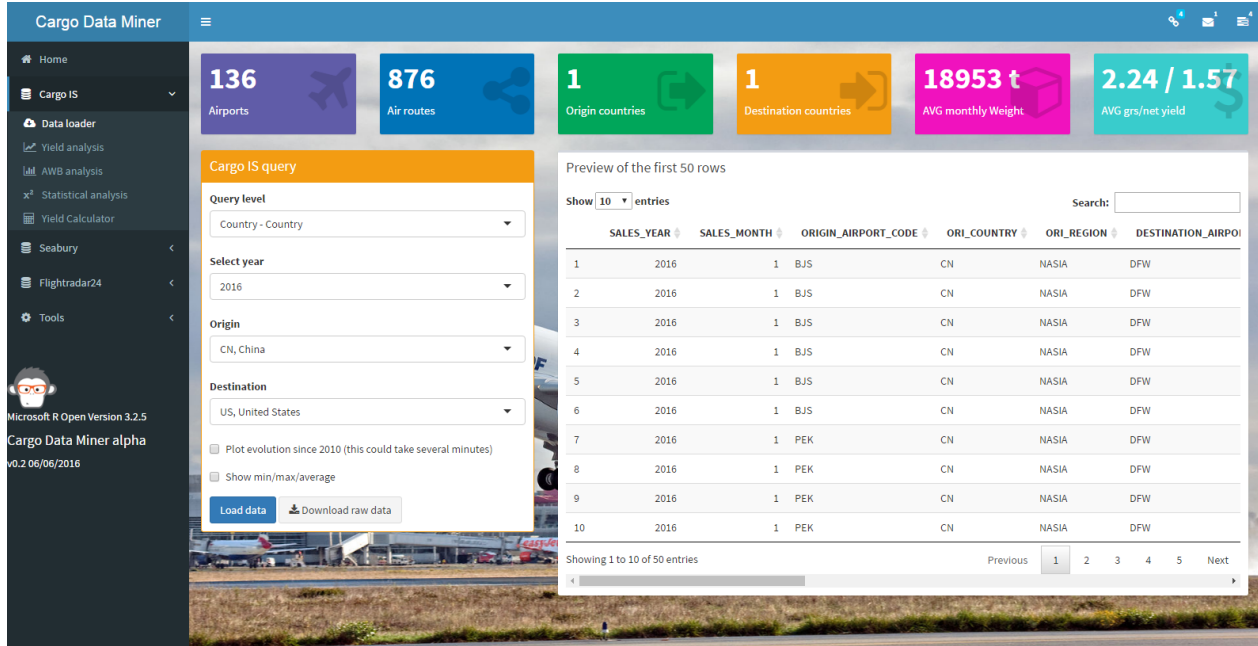 Cargo Data Miner
4
1
4
Home
Cargo IS
Data loader
Yield analysis
AWB analysis
x² Statistical analysis
Yield Calculator
Seabury
Flightradar24
Tools
Microsoft R Open Version 3.2.5
Cargo Data Miner alpha
v0.2 06/06/2016
136
Airports
876
Air routes
1
Origin countries
1
Destination countries
18953 t
AVG monthly Weight
2.24 / 1.57
AVG grs/net yield
Cargo IS query
Query level
Country - Country
Select year
2016
Origin
CN, China
Destination
US, United States
Plot evolution since 2010 (this could take several minutes)
Show min/max/average
Load data Download raw data
Preview of the first 50 rows
Show 10 entries Search:
SALES_YEAR SALES_MONTH ORIGIN_AIRPORT_CODE ORI_COUNTRY ORI_REGION DESTINATION_AIRPO
1 2016 1 BJS CN NASIA DFW
2 2016 1 BJS CN NASIA DFW
3 2016 1 BJS CN NASIA DFW
4 2016 1 BJS CN NASIA DFW
5 2016 1 BJS CN NASIA DFW
6 2016 1 BJS CN NASIA DFW
7 2016 1 PEK CN NASIA DFW
8 2016 1 PEK CN NASIA DFW
9 2016 1 PEK CN NASIA DFW
10 2016 1 PEK CN NASIA DFW
Showing 1 to 10 of 50 entries Previous 1 2 3 4 5 Next
easyJet